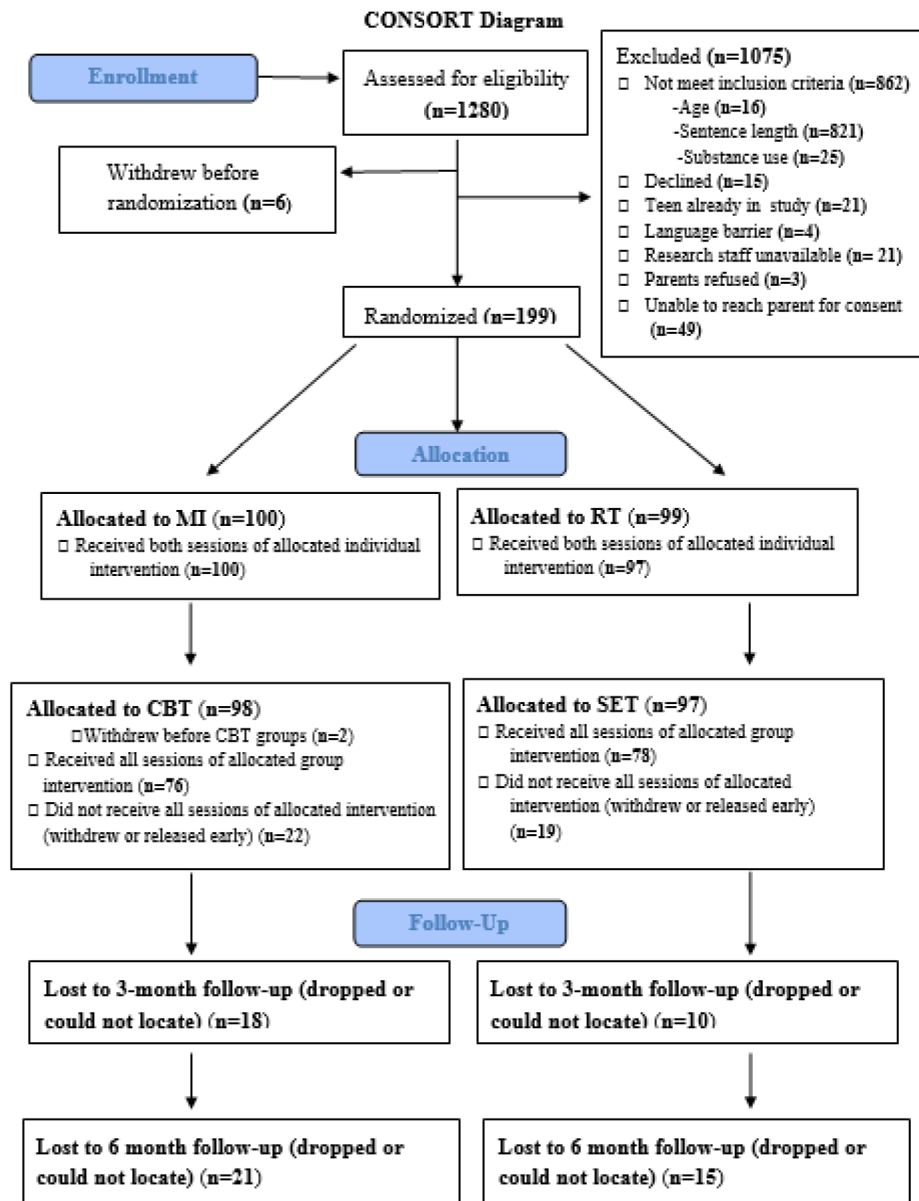 CONSORT Diagram
Enrollment
Assessed for eligibility
(n=1280)
Excluded (n=1075)
□ Not meet inclusion criteria (n=862)
-Age (n=16)
-Sentence length (n=821)
-Substance use (n=25)
□ Declined (n=15)
□ Teen already in study (n=21)
□ Language barrier (n=4)
□ Research staff unavailable (n= 21)
□ Parents refused (n=3)
□ Unable to reach parent for consent
(n=49)
Withdrew before
randomization (n=6)
Randomized (n=199)
Allocation
Allocated to MI (n=100)
□ Received both sessions of allocated individual
intervention (n=100)
Allocated to RT (n=99)
□ Received both sessions of allocated individual
intervention (n=97)
Allocated to CBT (n=98)
□Withdrew before CBT groups (n=2)
□ Received all sessions of allocated group
intervention (n=76)
□ Did not receive all sessions of allocated intervention
(withdrew or released early) (n=22)
Allocated to SET (n=97)
□ Received all sessions of allocated group
intervention (n=78)
□ Did not receive all sessions of allocated
intervention (withdrew or released early)
(n=19)
Follow-Up
Lost to 3-month follow-up (dropped or
could not locate) (n=18)
Lost to 3-month follow-up (dropped or
could not locate) (n=10)
Lost to 6 month follow-up (dropped or
could not locate) (n=21)
Lost to 6 month follow-up (dropped or
could not locate) (n=15)